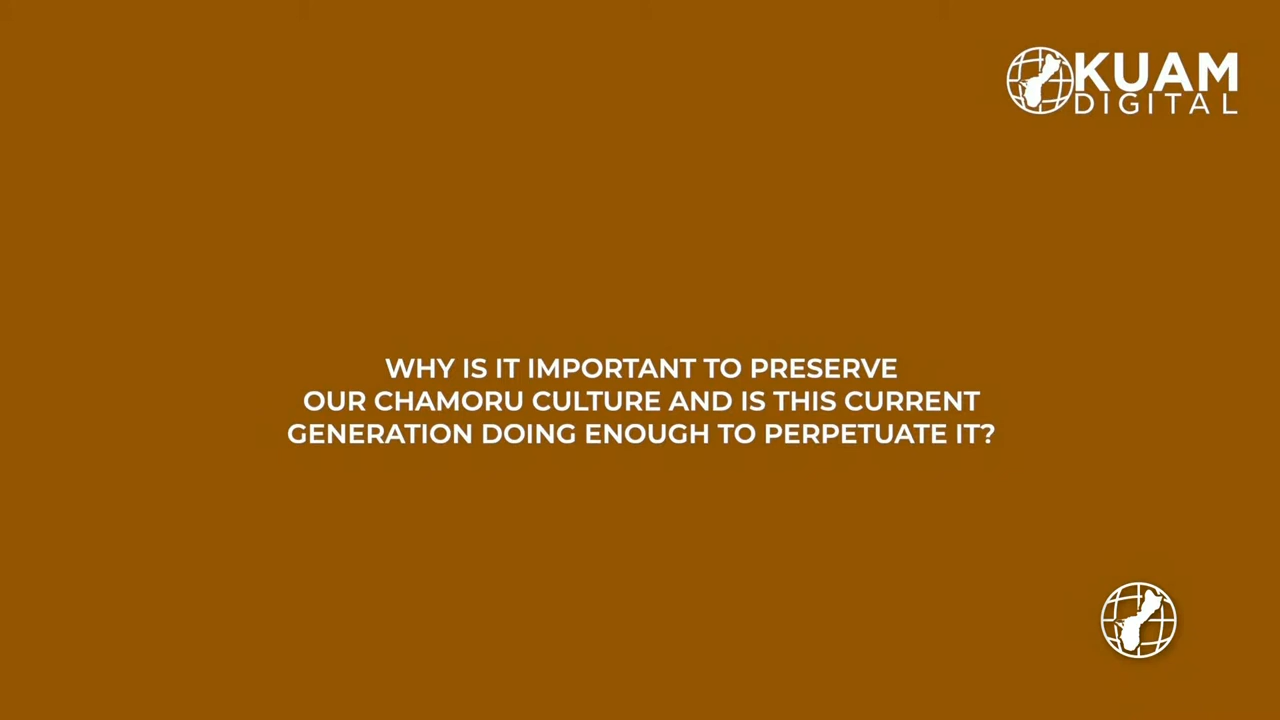 KUAM
DIGITAL
WHY IS IT IMPORTANT TO PRESERVE
OUR CHAMORU CULTURE AND IS THIS CURRENT
GENERATION DOING ENOUGH TO PERPETUATE IT?